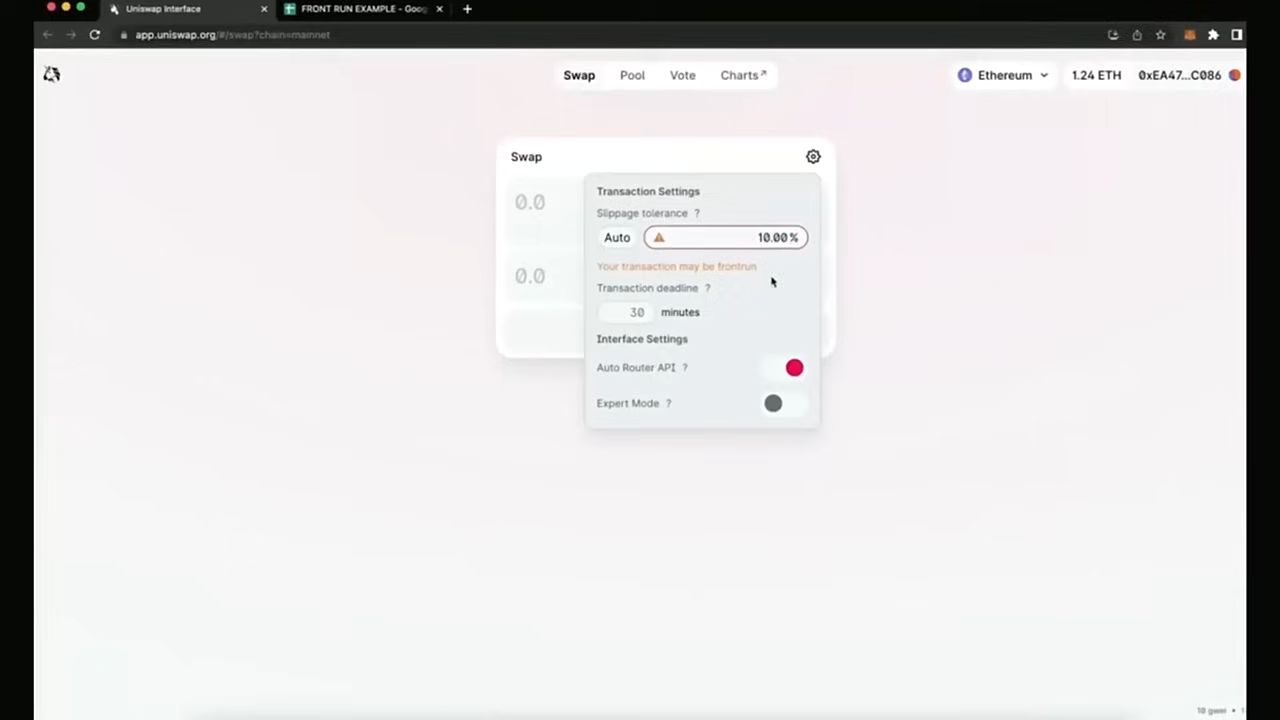 Uniswap Interface
FRONT RUN EXAMPLE - Goog
app.uniswap.org/#/swap?chain=mainnet
Swap Pool Vote Charts↗ Ethereum 1.24 ETH 0xEA47...C086
Swap
Transaction Settings
0.0
Slippage tolerance ?
Auto 10.00%
Your transaction may be frontrun
0.0
Transaction deadline ?
30 minutes
Interface Settings
Auto Router API ?
Expert Mode ?
18 gwei